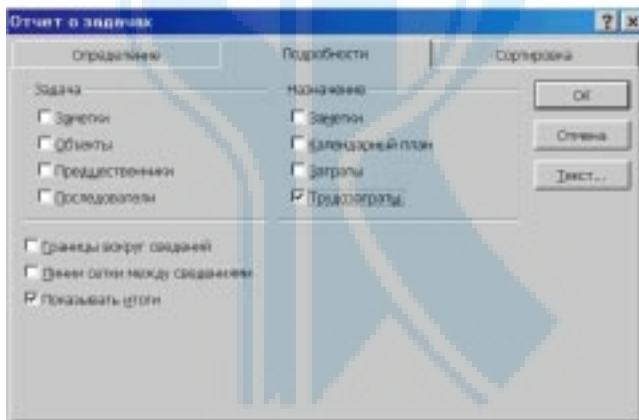 Отчет о задачах
Определение Подробности Сортировка
Задача Назначение
Заметки Заметки
Объекты Календарный план
Предшественники Затраты
Последователи Трудозатраты
Границы вокруг сведений
Линии сетки между сведениями
Показывать итоги
ОК
Отмена
Текст...